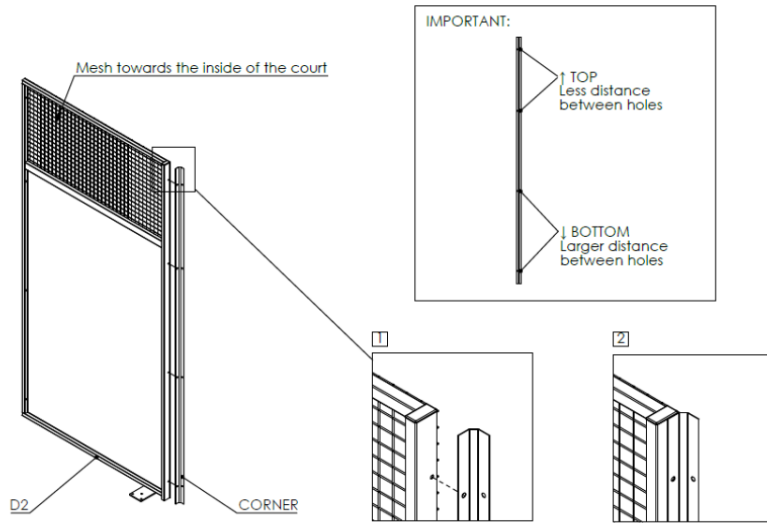 IMPORTANT:
↑ TOP
Less distance
between holes
↓ BOTTOM
Larger distance
between holes
Mesh towards the inside of the court
D2
CORNER
1
2